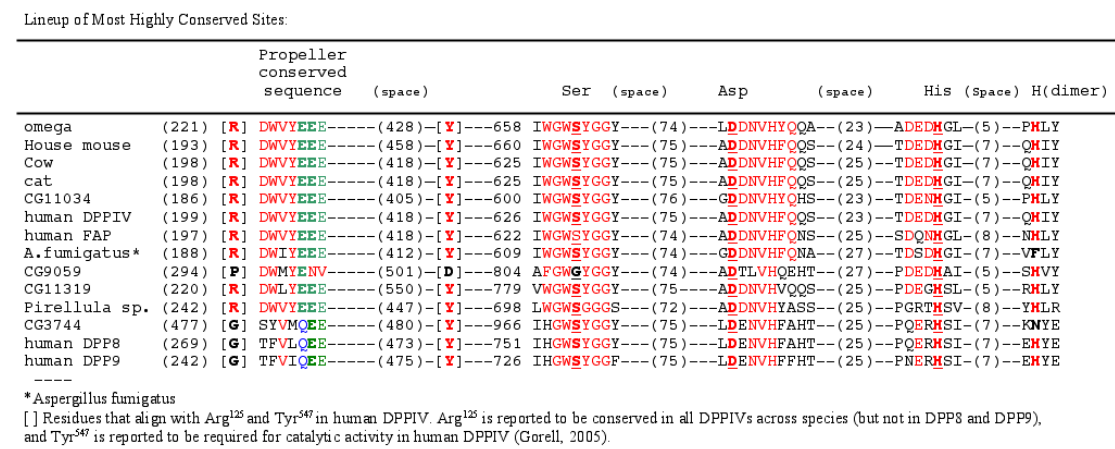 Lineup of Most Highly Conserved Sites:
Propeller
conserved
sequence (space) Ser (space) Asp (space) His (space) H(dimer)
omega (221) [R] DWVYEEE------(428)–[Y]---658 IWGWSYGGY---(74)---LDDNVHYQQA--(23)---ADEDHGL–(5)---PHLY
House mouse (193) [R] DWVYEEE------(458)–[Y]---660 IWGWSYGGY---(75)---ADDNVHFQQS--(24)---TDEDHGI–(7)---QHIY
Cow (198) [R] DWVYEEE------(418)–[Y]---625 IWGWSYGGY---(75)---ADDNVHFQQS--(25)---TDEDHGI–(7)---QHIY
cat (198) [R] DWVYEEE------(418)–[Y]---625 IWGWSYGGY---(75)---ADDNVHFQQS--(25)---TDEDHGI–(7)---QHIY
CG11034 (186) [R] DWVYEEE------(405)–[Y]---600 IWGWSYGGY---(76)---GDDNVHYQHS--(23)---TDENHGI–(5)---PHLY
human DPPIV (199) [R] DWVYEEE------(418)–[Y]---626 IWGWSYGGY---(75)---ADDNVHFQQS--(23)---TDEDHGI–(7)---QHIY
human FAP (197) [R] DWVYEEE------(418)–[Y]---622 IWGWSYGGY---(74)---ADDNVHFQNS--(25)---SDQNHGL–(8)---NHLY
A.fumigatus* (188) [R] DWIYEEE------(412)–[Y]---609 IWGWSYGGY---(74)---GDDNVHFQNA--(27)---TDSDHGI–(7)---VFLY
CG9059 (294) [P] DWMYENV------(501)–[D]---804 AFGWGYGGY---(74)---ADTLVHQEHT--(27)---PDEDHAI–(5)---SHVY
CG11319 (220) [R] DWLYEEE------(550)–[Y]---779 VWGWSYGGY---(75)---ADDNVHVQQS--(25)---PDEGHSL–(5)---RHLY
Pirellula sp. (242) [R] DWVYEEE------(447)–[Y]---698 LWGWSGGGS---(72)---ADDNVHYASS--(25)---PGRTHSV–(8)---YHLR
CG3744 (477) [G] SYVMQEE------(480)–[Y]---966 IHGWSYGGY---(75)---LDENVHFAHT--(25)---PQERHSI–(7)---KNYE
human DPP8 (269) [G] TFVLQEE------(473)–[Y]---751 IHGWSYGGY---(75)---LDENVHFAHT--(25)---PQERHSI–(7)---EHYE
human DPP9 (242) [G] TFVIQEE------(475)–[Y]---726 IHGWSYGGF---(75)---LDENVHFFHT--(25)---PNERHSI–(7)---EHYE
----
*Aspergillus fumigatus
[ ] Residues that align with Arg125 and Tyr547 in human DPPIV. Arg125 is reported to be conserved in all DPPIVs across species (but not in DPP8 and DPP9),
and Tyr547 is reported to be required for catalytic activity in human DPPIV (Gorell, 2005).